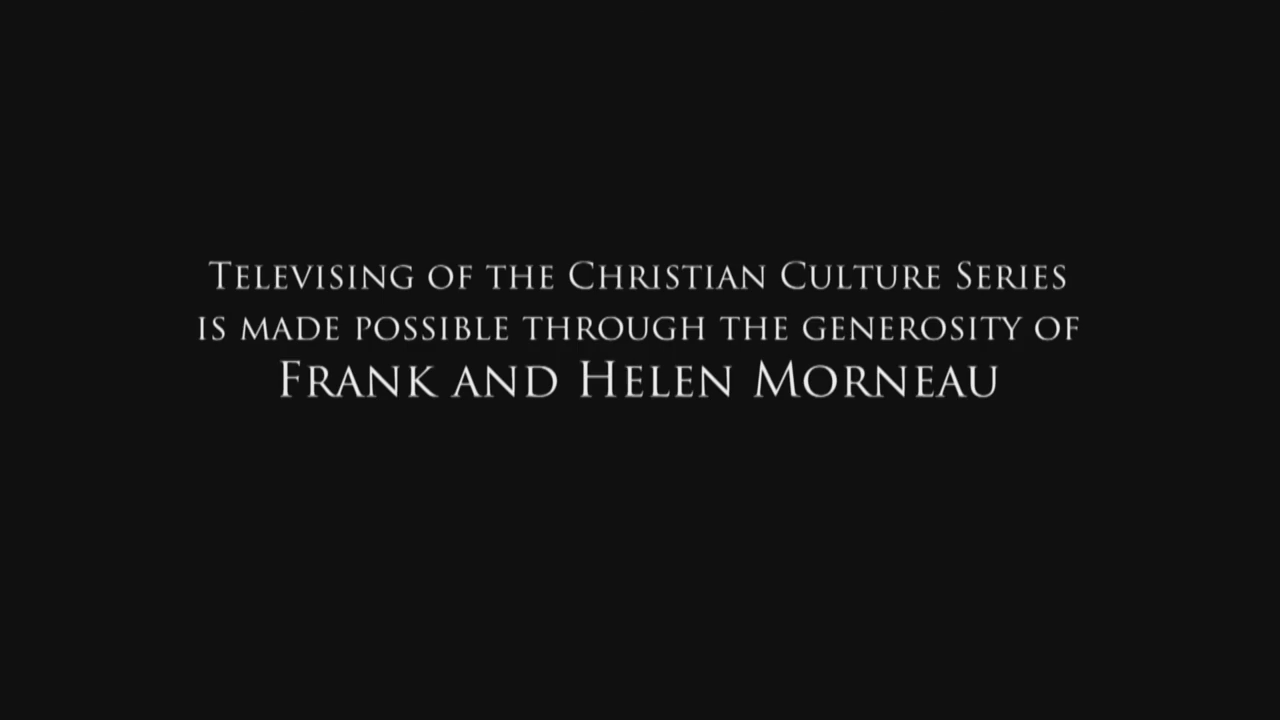 Televising of the Christian Culture Series
is made possible through the generosity of
Frank and Helen Morneau